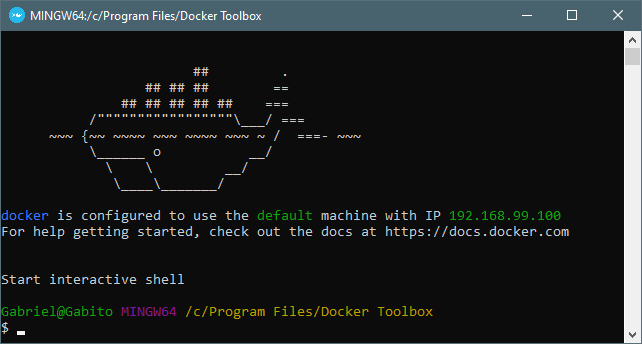 MINGW64:/c/Program Files/Docker Toolbox
                        ##         .
                  ## ## ##        ==
               ## ## ## ## ##    ===
           /"""""""""""""""""\___/ ===
      ~~~ {~~ ~~~~ ~~~ ~~~~ ~~~ ~ /  ===- ~~~
           \______ o           __/
             \    \         __/
              \____\_______/
docker is configured to use the default machine with IP 192.168.99.100
For help getting started, check out the docs at https://docs.docker.com
Start interactive shell
Gabriel@Gabito MINGW64 /c/Program Files/Docker Toolbox
$